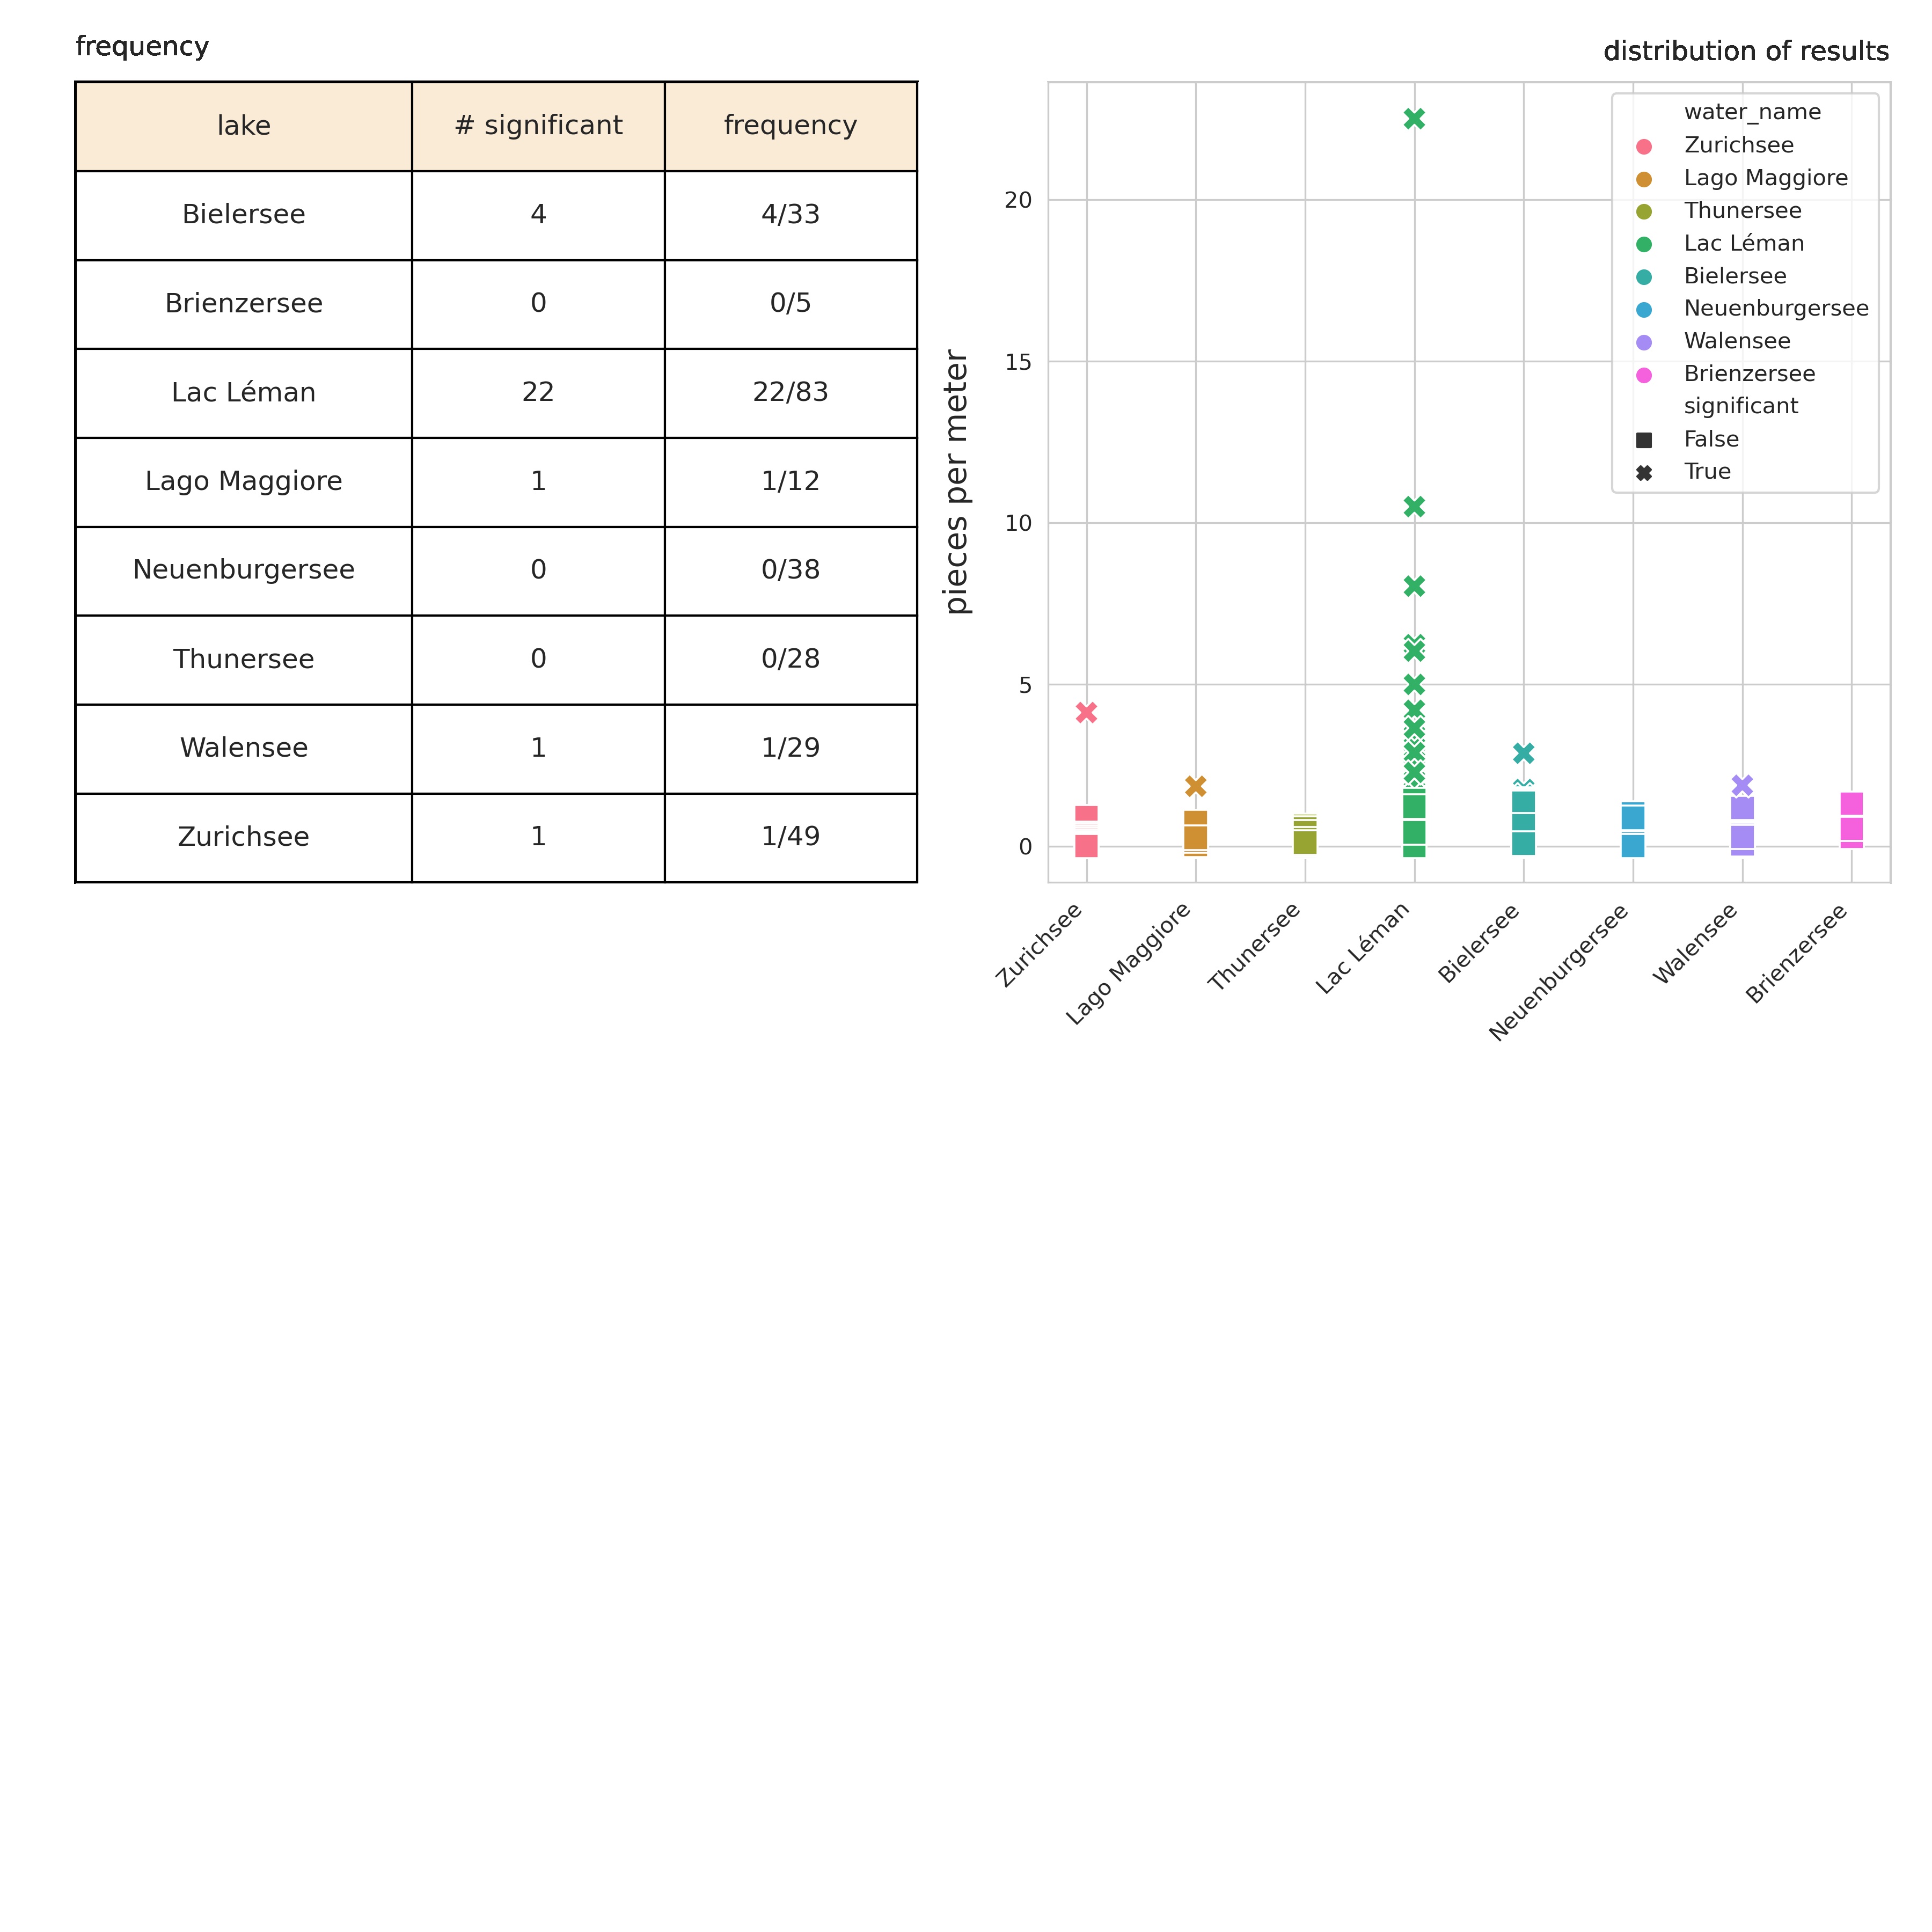 frequency
lake # significant frequency
Bielersee 4 4/33
Brienzersee 0 0/5
Lac Léman 22 22/83
Lago Maggiore 1 1/12
Neuenburgersee 0 0/38
Thunersee 0 0/28
Walensee 1 1/29
Zurichsee 1 1/49
distribution of results
pieces per meter
20
15
10
5
0
water_name
Zurichsee
Lago Maggiore
Thunersee
Lac Léman
Bielersee
Neuenburgersee
Walensee
Brienzersee
significant
False
True
Zurichsee
Lago Maggiore
Thunersee
Lac Léman
Bielersee
Neuenburgersee
Walensee
Brienzersee